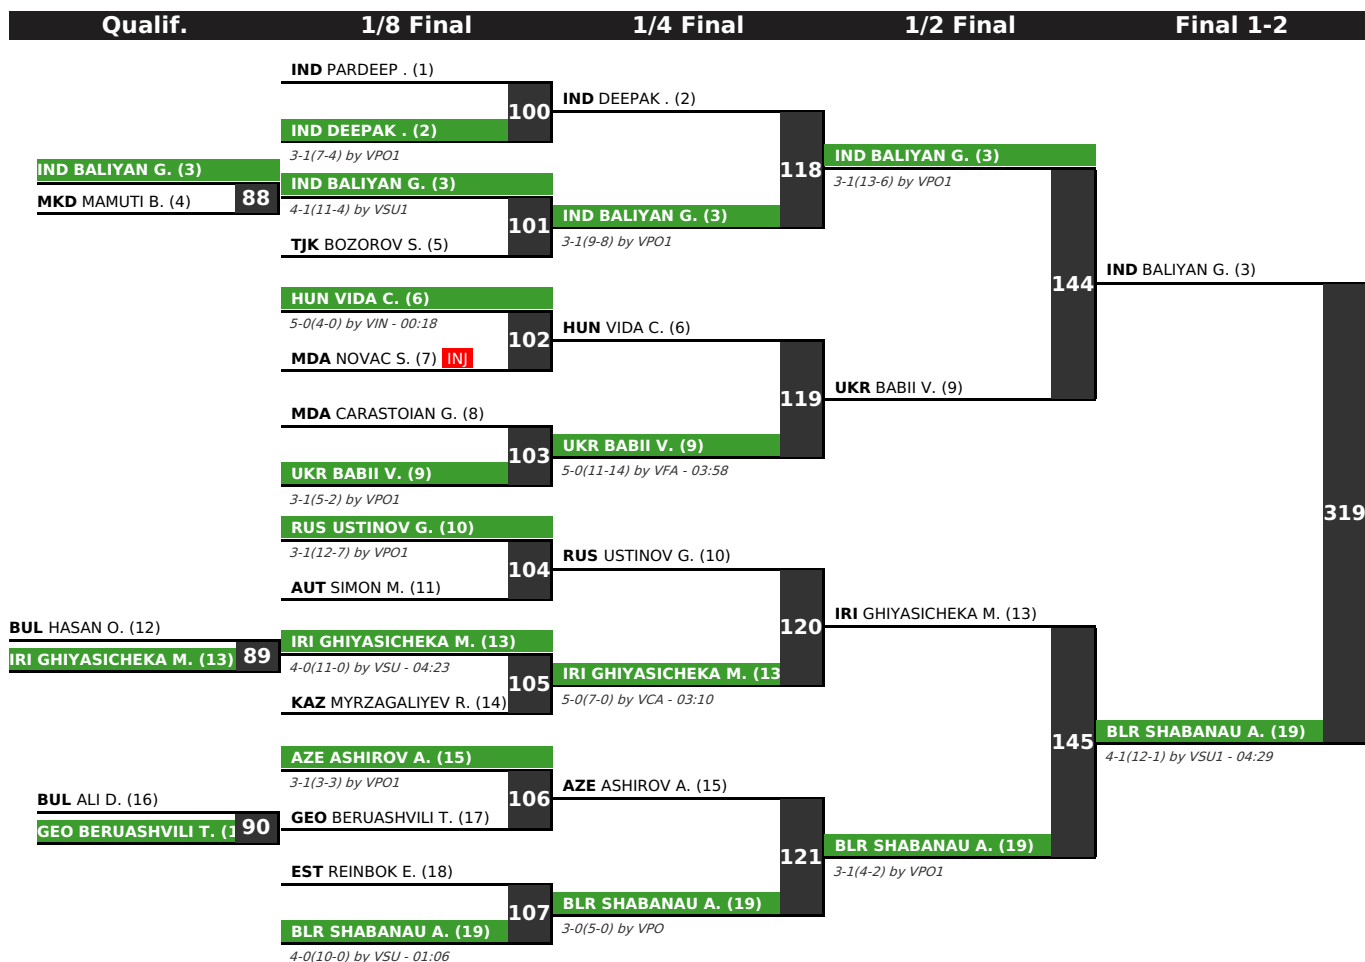 Qualif.
1/8 Final
1/4 Final
1/2 Final
Final 1-2
IND BALIYAN G. (3)
MKD MAMUTI B. (4)
88
BUL HASAN O. (12)
IRI GHIYASICHEKA M. (13)
89
BUL ALI D. (16)
GEO BERUASHVILI T. (1
90
IND PARDEEP . (1)
100
IND DEEPAK . (2)
3-1(7-4) by VPO1
IND BALIYAN G. (3)
4-1(11-4) by VSU1
101
TJK BOZOROV S. (5)
HUN VIDA C. (6)
5-0(4-0) by VIN - 00:18
102
MDA NOVAC S. (7) INJ
MDA CARASTOIAN G. (8)
103
UKR BABII V. (9)
3-1(5-2) by VPO1
RUS USTINOV G. (10)
3-1(12-7) by VPO1
104
AUT SIMON M. (11)
IRI GHIYASICHEKA M. (13)
4-0(11-0) by VSU - 04:23
105
KAZ MYRZAGALIYEV R. (14)
AZE ASHIROV A. (15)
3-1(3-3) by VPO1
106
GEO BERUASHVILI T. (17)
EST REINBOK E. (18)
107
BLR SHABANAU A. (19)
4-0(10-0) by VSU - 01:06
IND DEEPAK . (2)
118
IND BALIYAN G. (3)
3-1(9-8) by VPO1
HUN VIDA C. (6)
119
UKR BABII V. (9)
5-0(11-14) by VFA - 03:58
RUS USTINOV G. (10)
120
IRI GHIYASICHEKA M. (13
5-0(7-0) by VCA - 03:10
AZE ASHIROV A. (15)
121
BLR SHABANAU A. (19)
3-0(5-0) by VPO
IND BALIYAN G. (3)
3-1(13-6) by VPO1
144
UKR BABII V. (9)
IRI GHIYASICHEKA M. (13)
145
BLR SHABANAU A. (19)
3-1(4-2) by VPO1
IND BALIYAN G. (3)
319
BLR SHABANAU A. (19)
4-1(12-1) by VSU1 - 04:29